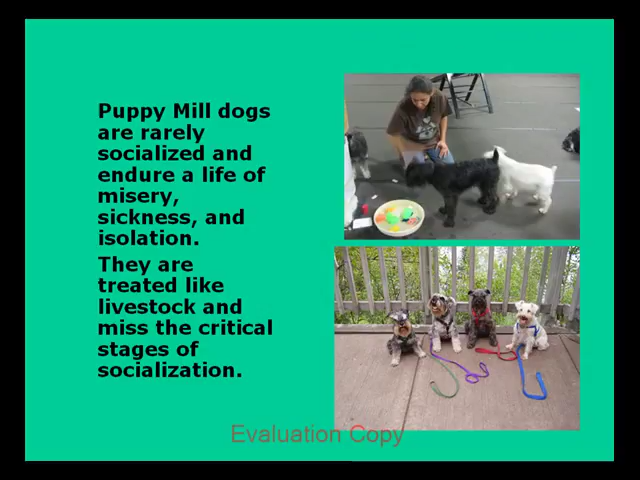 Puppy Mill dogs
are rarely
socialized and
endure a life of
misery,
sickness, and
isolation.
They are
treated like
livestock and
miss the critical
stages of
socialization.
Evaluation Copy